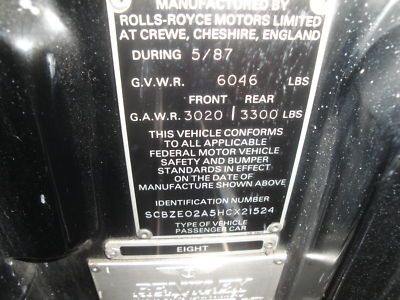 MANUFACTURED BY
ROLLS-ROYCE MOTORS LIMITED
AT CREWE, CHESHIRE, ENGLAND
DURING 5/87
G.V.W.R. 6046 LBS
FRONT REAR
G.A.W.R. 3020 3300 LBS
THIS VEHICLE CONFORMS
TO ALL APPLICABLE
FEDERAL MOTOR VEHICLE
SAFETY AND BUMPER
STANDARDS IN EFFECT
ON THE DATE OF
MANUFACTURE SHOWN ABOVE
IDENTIFICATION NUMBER
SCBZE02A5HCX21524
TYPE OF VEHICLE
PASSENGER CAR
EIGHT